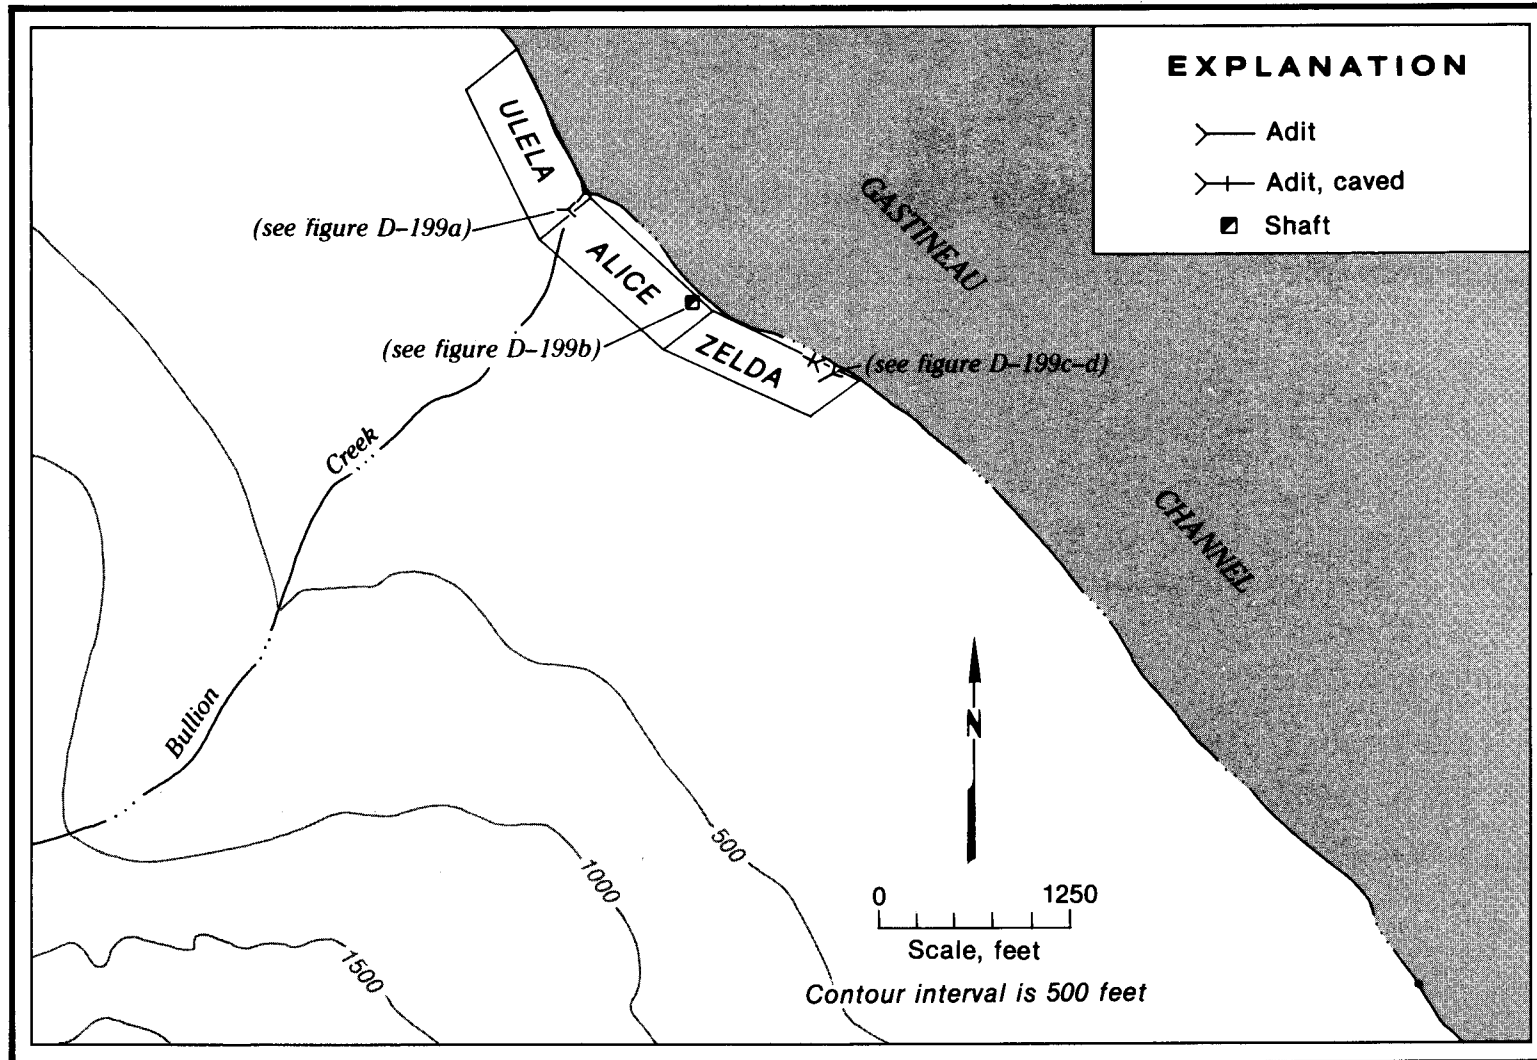 EXPLANATION
Adit
Adit, caved
Shaft
ULELA
GASTINEAU
(see figure D-199a)
ALICE
(see figure D-199b)
ZELDA
(see figure D-199c-d)
Creek
CHANNEL
Bullion
N
500
1000
1500
0 1250
Scale, feet
Contour interval is 500 feet